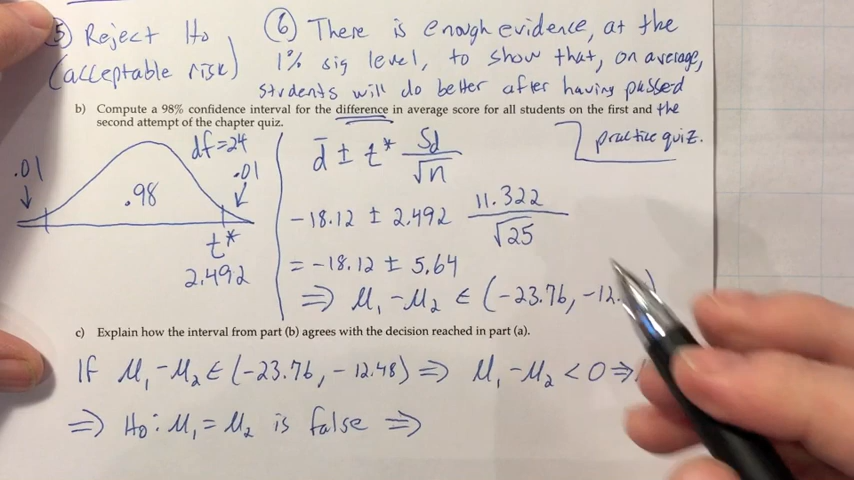 ⑤ Reject Ho
(acceptable risk)
⑥ There is enough evidence, at the
1% sig level, to show that, on average,
students will do better after having passed
the
practice quiz.
b) Compute a 98% confidence interval for the difference in average score for all students on the first and
second attempt of the chapter quiz.
df=24
.01
.01
.98
t*
2.492
d̄ ± t* Sd/√n
-18.12 ± 2.492 11.322/√25
= -18.12 ± 5.64
⇒ μ₁-μ₂ ∈ (-23.76, -12.
c) Explain how the interval from part (b) agrees with the decision reached in part (a).
If μ₁-μ₂ ∈ (-23.76, -12.48) ⇒ μ₁-μ₂ < 0 ⇒
⇒ Ho: μ₁ = μ₂ is false ⇒